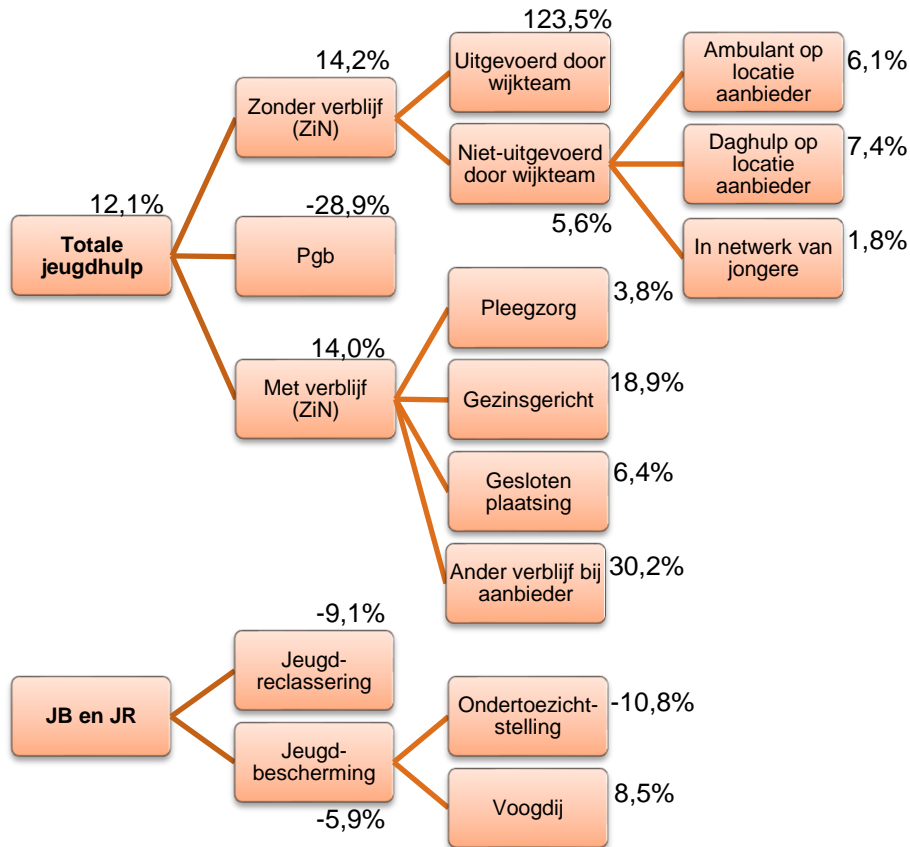 123,5%
14,2%
Uitgevoerd door
wijkteam
Ambulant op
locatie
aanbieder
6,1%
Zonder verblijf
(ZiN)
Niet-uitgevoerd
door wijkteam
5,6%
Daghulp op
locatie
aanbieder
7,4%
In netwerk van
jongere
1,8%
12,1%
Totale
jeugdhulp
-28,9%
Pgb
14,0%
Met verblijf
(ZiN)
Pleegzorg
3,8%
Gezinsgericht
18,9%
Gesloten
plaatsing
6,4%
Ander verblijf bij
aanbieder
30,2%
JB en JR
-9,1%
Jeugd-
reclassering
Jeugd-
bescherming
-5,9%
Ondertoezicht-
stelling
-10,8%
Voogdij
8,5%